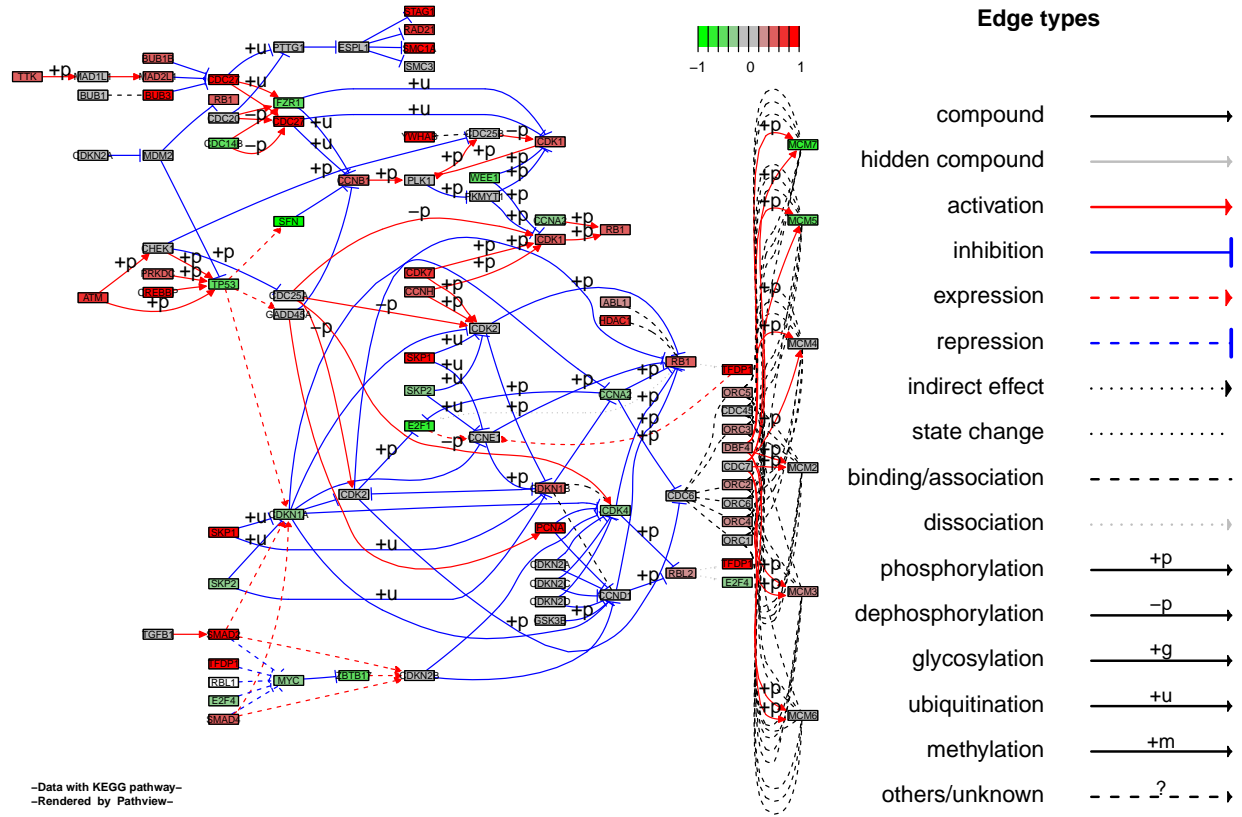 Edge types
−1 0 1
compound
hidden compound
activation
inhibition
expression
repression
indirect effect
state change
binding/association
dissociation
phosphorylation +p
dephosphorylation −p
glycosylation +g
ubiquitination +u
methylation +m
others/unknown ?
STAG1
RAD21
SMC1A
SMC3
PTTG1
ESPL1
+u
BUB1B
TTK
+p
MAD1L
MAD2L
BUB1
BUB3
RB1
FZR1
CDC20
CDC14B
+u
+u
−p
−p
+u
+u
+u
YWHAB
CDC25B
−p
CDK1
CDKN2A
MDM2
+p
+p
+p
CCNB1
+p
PLK1
WEE1
PKMYT1
+p
+p
+p
SFN
CCNA2
+p
RB1
CDK1
+p
−p
+p
+p
CHEK1
+p
+p
PRKDC
+p
ATM
+p
TP53
CDC25A
GADD45A
−p
−p
CDK7
CCNH
+p
+p
CDK2
ABL1
HDAC1
SKP1
+u
SKP2
+u
E2F1
+u
+p
−p
CCNE1
CCNA2
+p
RB1
+p
+p
+p
CDK2
CDKN1A
CDKN1B
+p
CDK4
CDC6
PCNA
+p
SKP1
+u
+u
+u
SKP2
+u
CDKN2A
CDKN2C
CDKN2D
GSK3B
+p
CCND1
+p
RBL2
TGFB1
SMAD2
TFDP1
RBL1
E2F4
SMAD4
MYC
ZBTB17
CDKN2B
+p
TFDP1
ORC5
CDC45
ORC3
DBF4
CDC7
ORC2
ORC6
ORC4
ORC1
TFDP1
E2F4
+p
MCM7
+p
MCM5
+p
MCM4
+p
+p
MCM2
+p
+p
MCM3
+p
+p
MCM6
−Data with KEGG pathway−
−Rendered by Pathview−